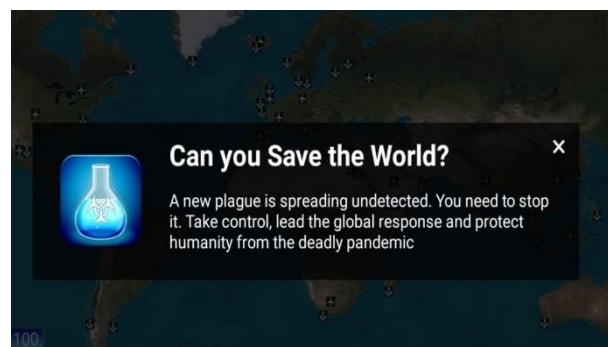 Can you Save the World?
×
A new plague is spreading undetected. You need to stop
it. Take control, lead the global response and protect
humanity from the deadly pandemic
100